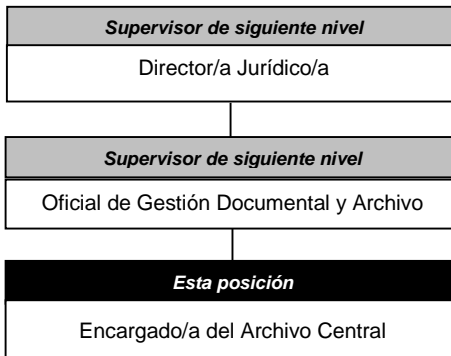 Supervisor de siguiente nivel
Director/a Jurídico/a
Supervisor de siguiente nivel
Oficial de Gestión Documental y Archivo
Esta posición
Encargado/a del Archivo Central